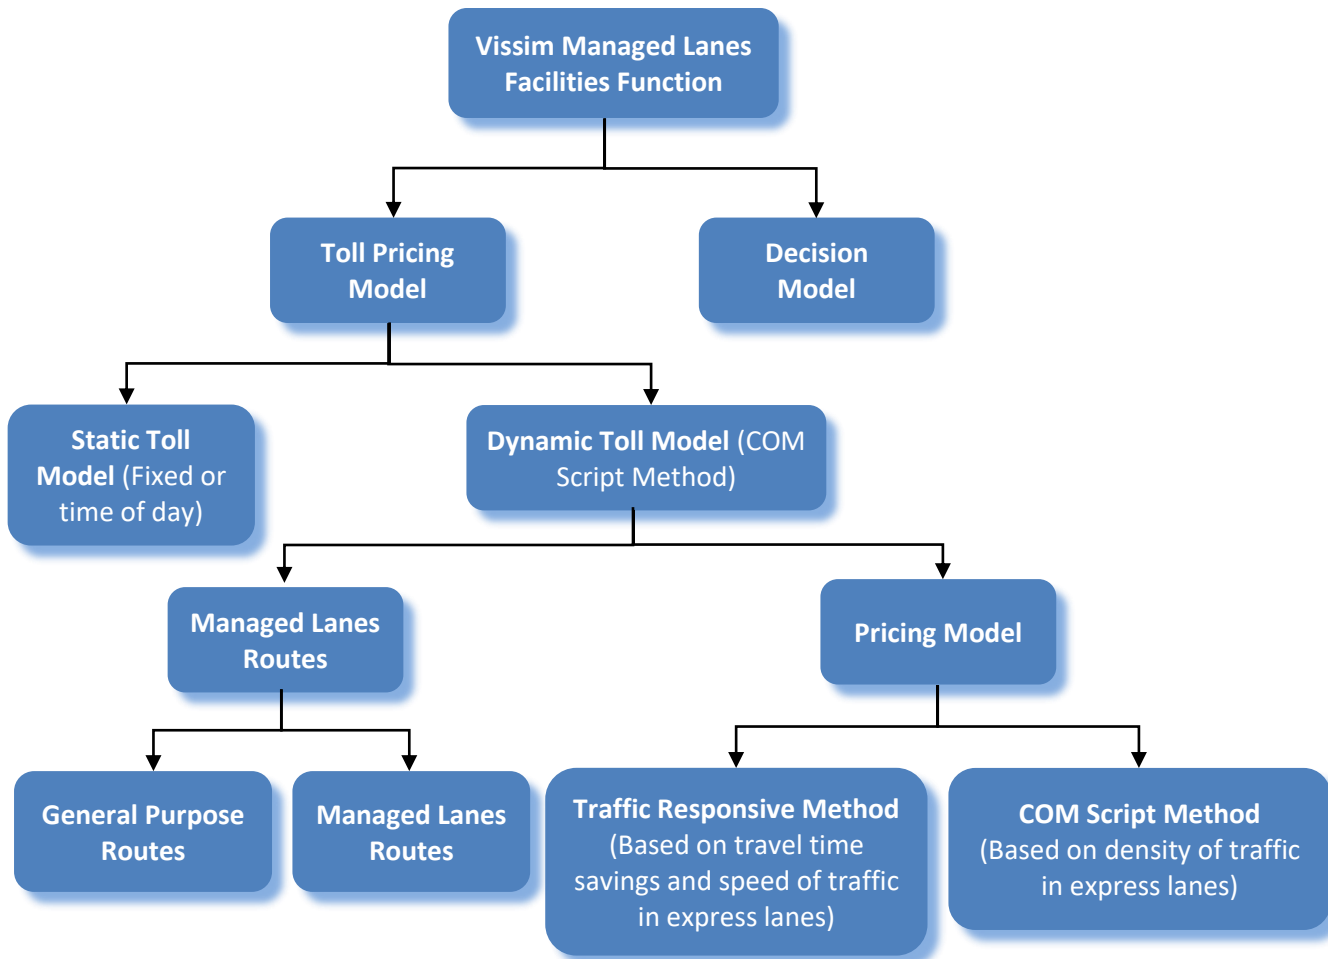 Vissim Managed Lanes
Facilities Function
Toll Pricing
Model
Decision
Model
Static Toll
Model (Fixed or
time of day)
Dynamic Toll Model (COM
Script Method)
Managed Lanes
Routes
Pricing Model
General Purpose
Routes
Managed Lanes
Routes
Traffic Responsive Method
(Based on travel time
savings and speed of traffic
in express lanes)
COM Script Method
(Based on density of traffic
in express lanes)